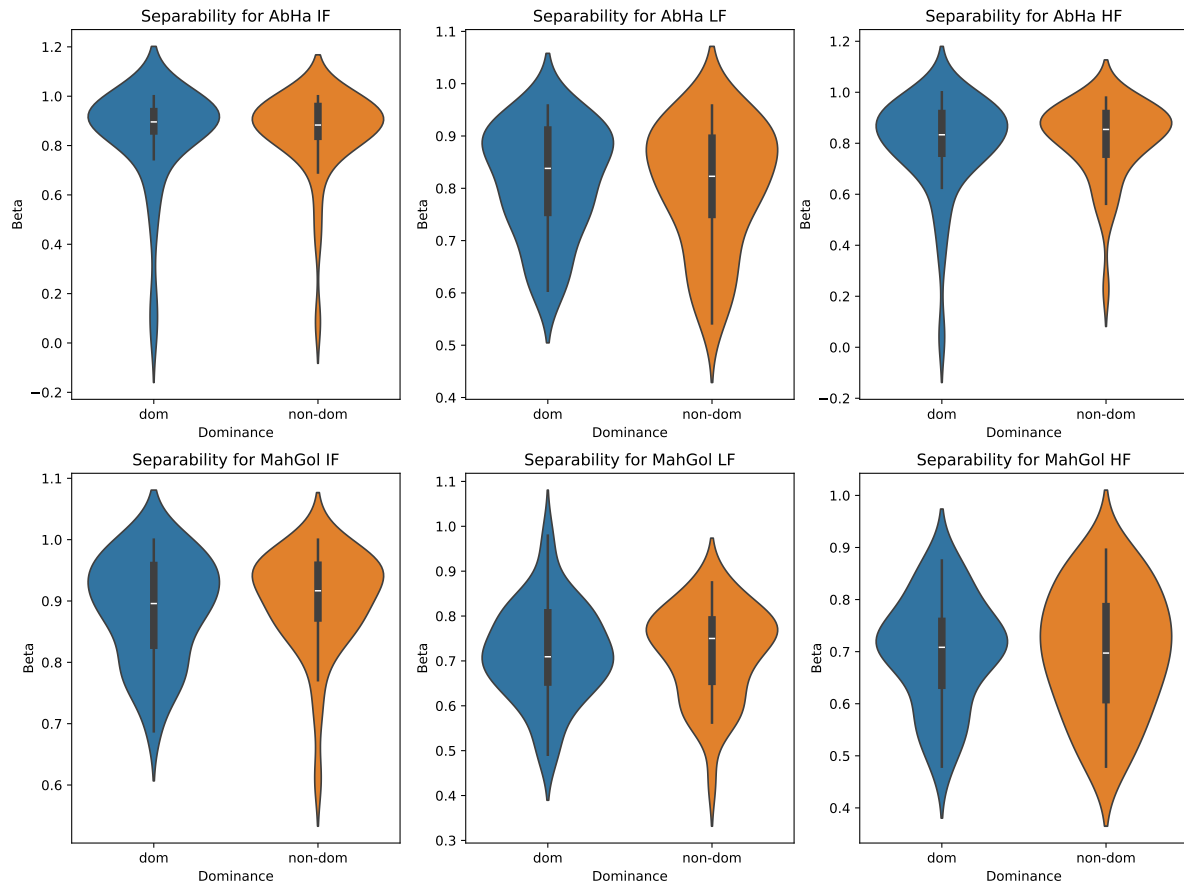 Separability for AbHa IF
1.2
1.0
0.8
0.6
0.4
0.2
0.0
−0.2
Beta
dom
non-dom
Dominance
Separability for AbHa LF
1.1
1.0
0.9
0.8
0.7
0.6
0.5
0.4
Beta
dom
non-dom
Dominance
Separability for AbHa HF
1.2
1.0
0.8
0.6
0.4
0.2
0.0
−0.2
Beta
dom
non-dom
Dominance
Separability for MahGol IF
1.1
1.0
0.9
0.8
0.7
0.6
Beta
dom
non-dom
Dominance
Separability for MahGol LF
1.1
1.0
0.9
0.8
0.7
0.6
0.5
0.4
0.3
Beta
dom
non-dom
Dominance
Separability for MahGol HF
1.0
0.9
0.8
0.7
0.6
0.5
0.4
Beta
dom
non-dom
Dominance